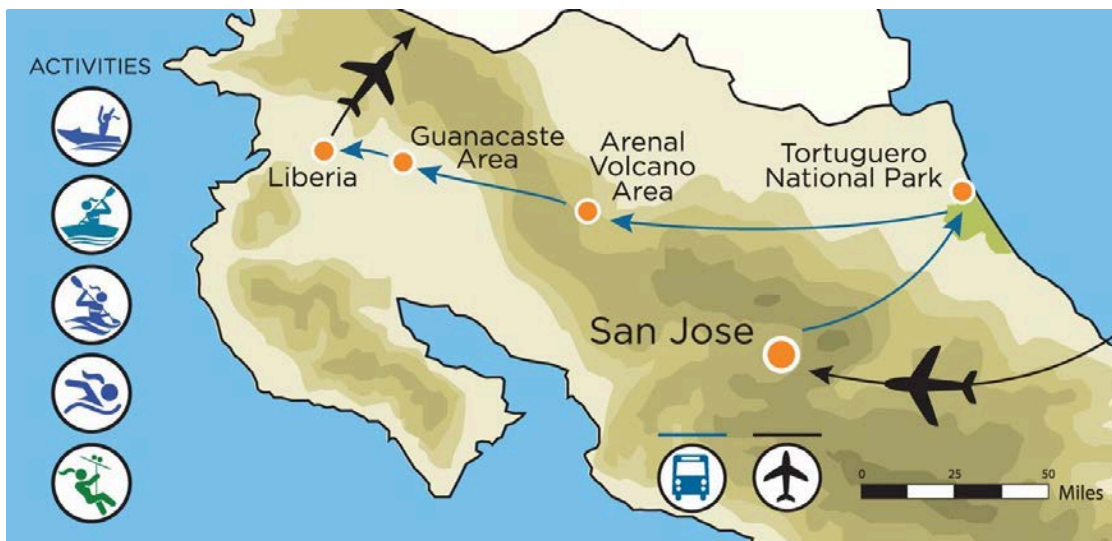 ACTIVITIES
Liberia
Guanacaste
Area
Arenal
Volcano
Area
Tortuguero
National Park
San Jose
0
25
50
Miles